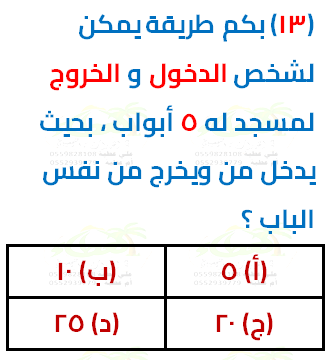 (١٣) بكم طريقة يمكن
لشخص الدخول و الخروج
لمسجد له ٥ أبواب ، بحيث
يدخل من ويخرج من نفس
الباب ؟
(أ) ٥ (ب) ١٠
(ج) ٢٠ (د) ٢٥